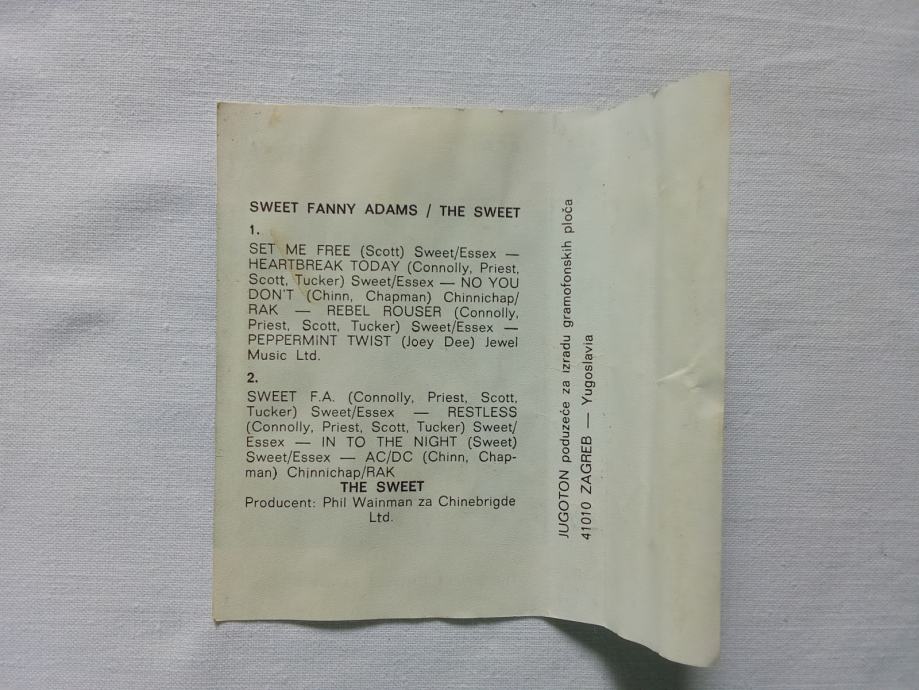 SWEET FANNY ADAMS / THE SWEET
1.
SET ME FREE (Scott) Sweet/Essex —
HEARTBREAK TODAY (Connolly, Priest,
Scott, Tucker) Sweet/Essex — NO YOU
DON'T (Chinn, Chapman) Chinnichap/
RAK — REBEL ROUSER (Connolly,
Priest, Scott, Tucker) Sweet/Essex —
PEPPERMINT TWIST (Joey Dee) Jewel
Music Ltd.
2.
SWEET F.A. (Connolly, Priest, Scott,
Tucker) Sweet/Essex — RESTLESS
(Connolly, Priest, Scott, Tucker) Sweet/
Essex — IN TO THE NIGHT (Sweet)
Sweet/Essex — AC/DC (Chinn, Chap-
man) Chinnichap/RAK
THE SWEET
Producent: Phil Wainman za Chinebrigde
Ltd.
JUGOTON poduzeće za izradu gramofonskih ploča
41010 ZAGREB — Yugoslavia